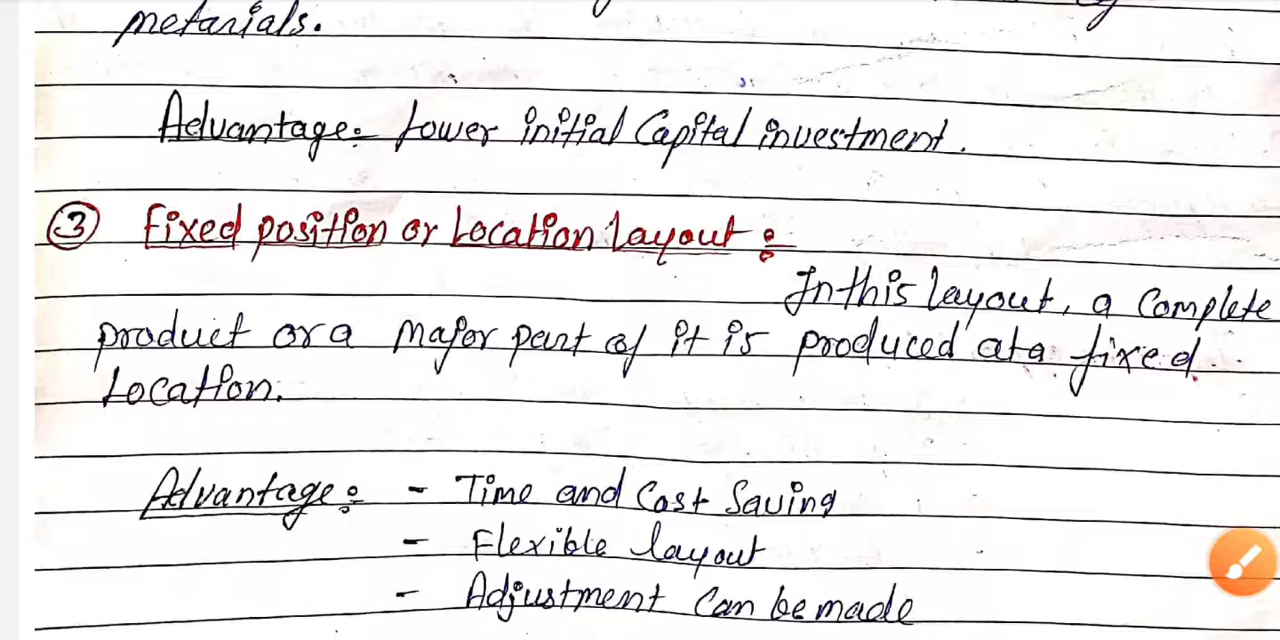 metarials.
Advantage:- Lower initial Capital investment.
③ Fixed position or Location Layout :-
In this layout, a Complete
product or a major part of it is produced at a fixed
Location.
Advantage:- - Time and Cost Saving
- Flexible layout
- Adjustment Can be made